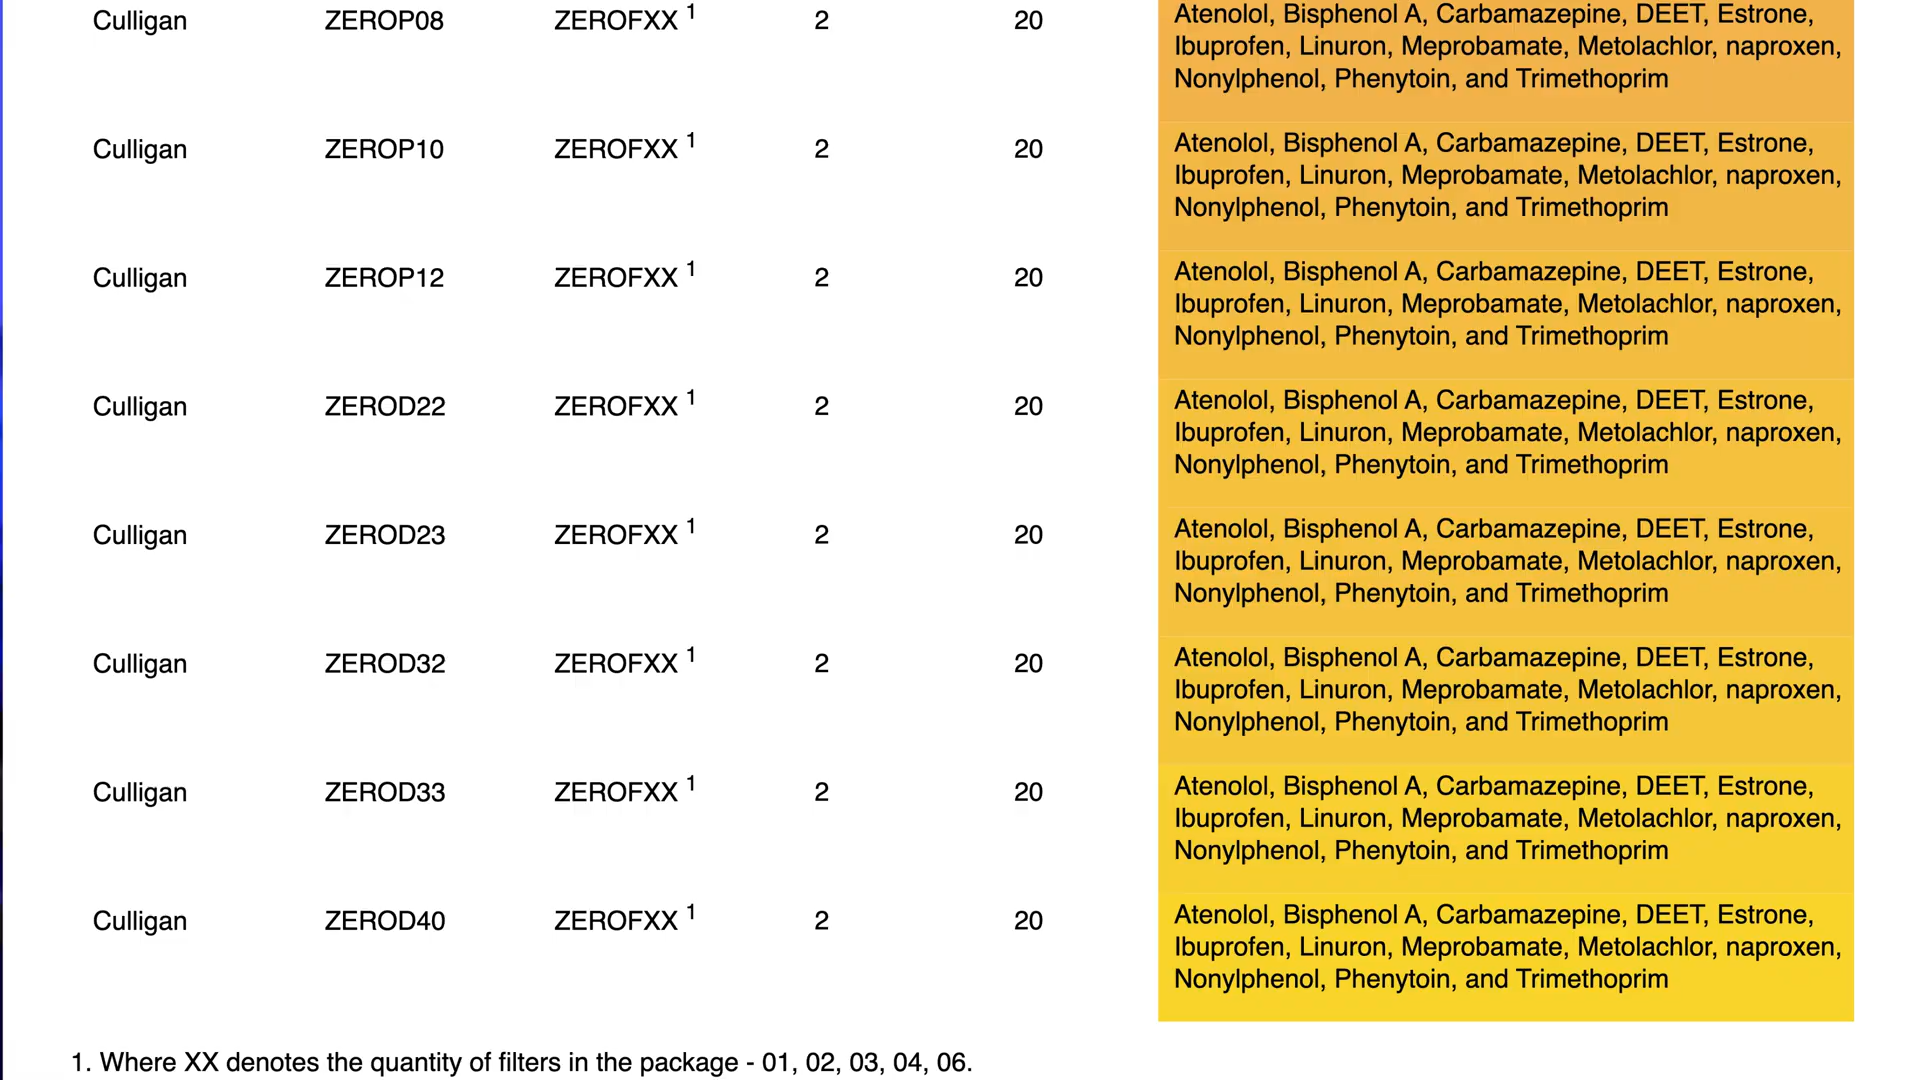 Culligan ZEROP08 ZEROFXX 1 2 20 Atenolol, Bisphenol A, Carbamazepine, DEET, Estrone,
Ibuprofen, Linuron, Meprobamate, Metolachlor, naproxen,
Nonylphenol, Phenytoin, and Trimethoprim
Culligan ZEROP10 ZEROFXX 1 2 20 Atenolol, Bisphenol A, Carbamazepine, DEET, Estrone,
Ibuprofen, Linuron, Meprobamate, Metolachlor, naproxen,
Nonylphenol, Phenytoin, and Trimethoprim
Culligan ZEROP12 ZEROFXX 1 2 20 Atenolol, Bisphenol A, Carbamazepine, DEET, Estrone,
Ibuprofen, Linuron, Meprobamate, Metolachlor, naproxen,
Nonylphenol, Phenytoin, and Trimethoprim
Culligan ZEROD22 ZEROFXX 1 2 20 Atenolol, Bisphenol A, Carbamazepine, DEET, Estrone,
Ibuprofen, Linuron, Meprobamate, Metolachlor, naproxen,
Nonylphenol, Phenytoin, and Trimethoprim
Culligan ZEROD23 ZEROFXX 1 2 20 Atenolol, Bisphenol A, Carbamazepine, DEET, Estrone,
Ibuprofen, Linuron, Meprobamate, Metolachlor, naproxen,
Nonylphenol, Phenytoin, and Trimethoprim
Culligan ZEROD32 ZEROFXX 1 2 20 Atenolol, Bisphenol A, Carbamazepine, DEET, Estrone,
Ibuprofen, Linuron, Meprobamate, Metolachlor, naproxen,
Nonylphenol, Phenytoin, and Trimethoprim
Culligan ZEROD33 ZEROFXX 1 2 20 Atenolol, Bisphenol A, Carbamazepine, DEET, Estrone,
Ibuprofen, Linuron, Meprobamate, Metolachlor, naproxen,
Nonylphenol, Phenytoin, and Trimethoprim
Culligan ZEROD40 ZEROFXX 1 2 20 Atenolol, Bisphenol A, Carbamazepine, DEET, Estrone,
Ibuprofen, Linuron, Meprobamate, Metolachlor, naproxen,
Nonylphenol, Phenytoin, and Trimethoprim
1. Where XX denotes the quantity of filters in the package - 01, 02, 03, 04, 06.